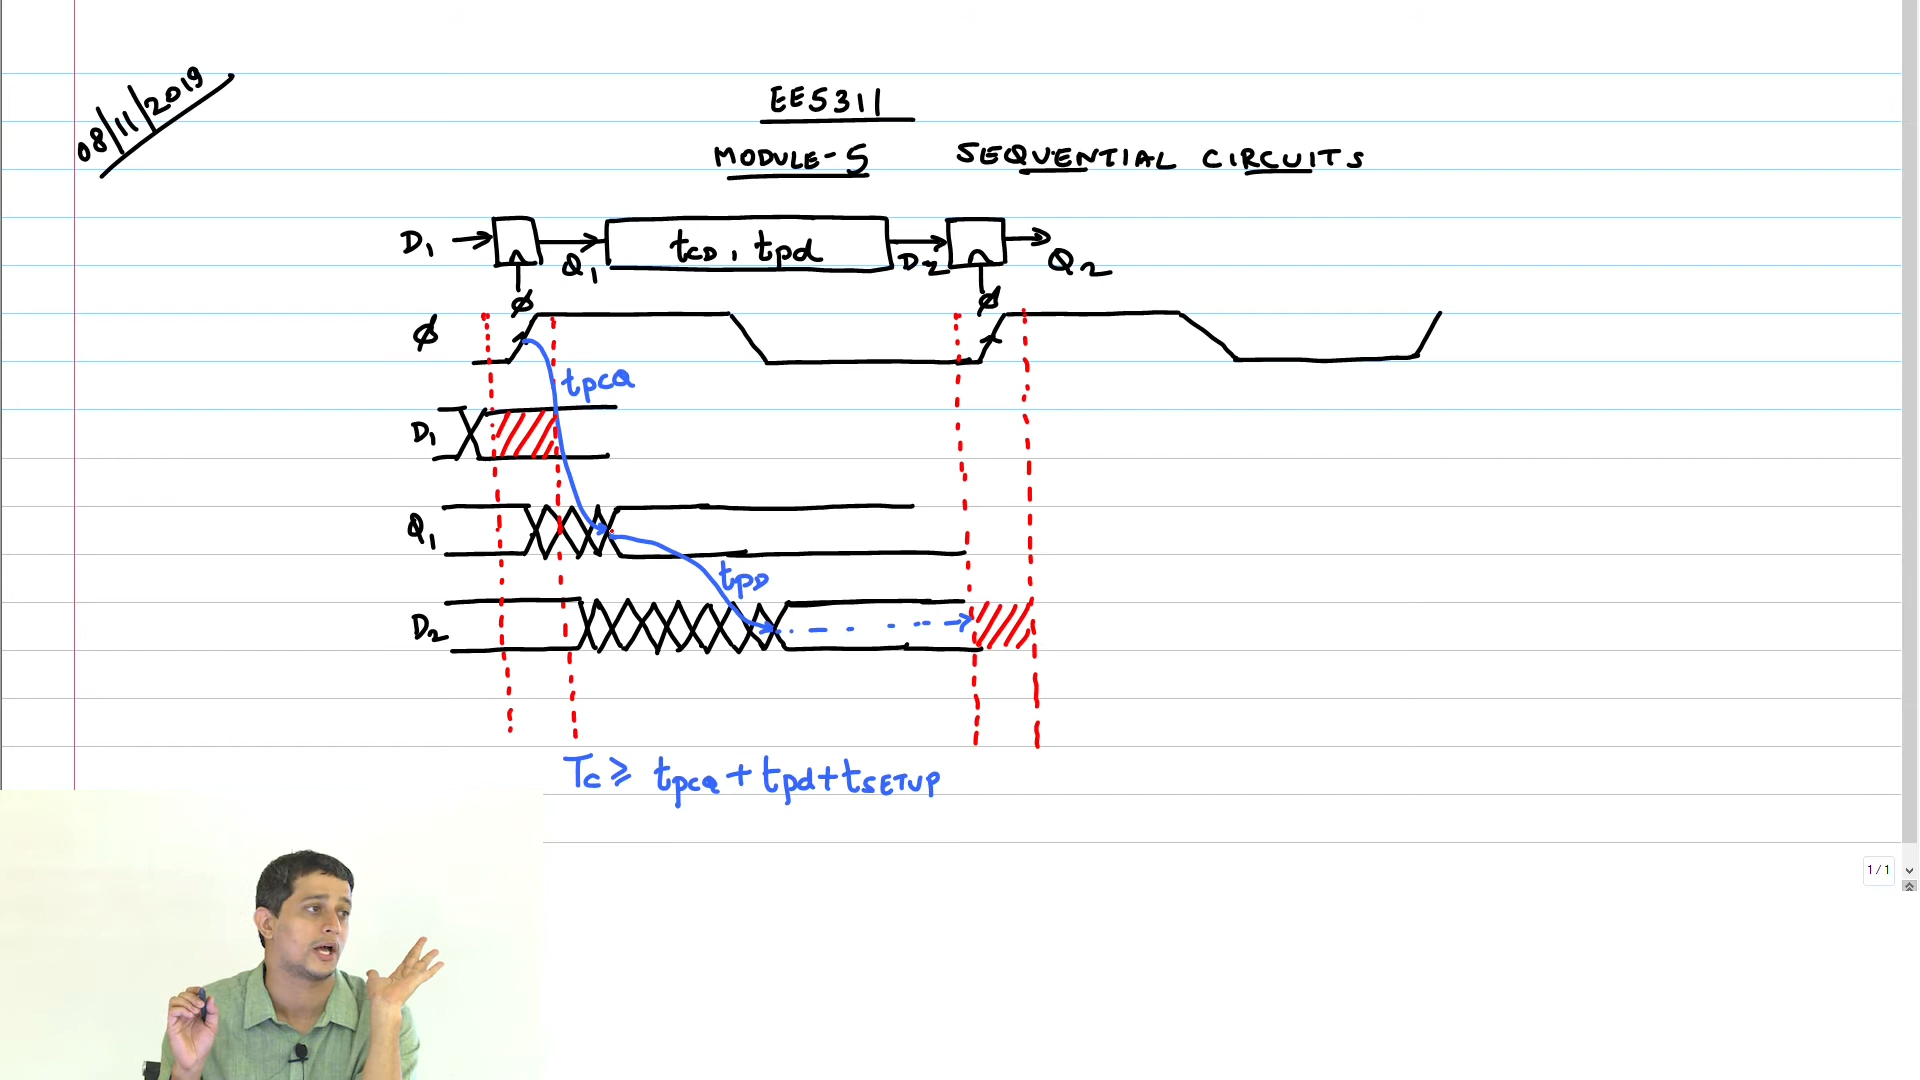 08/11/2019
EE5311
MODULE-5 SEQUENTIAL CIRCUITS
D1 tCD, tpd
Q1 D2 Q2
ϕ ϕ
ϕ
tpcQ
D1
Q1
tPD
D2
Tc ⩾ tpcQ + tpd + tSETUP
1 / 1